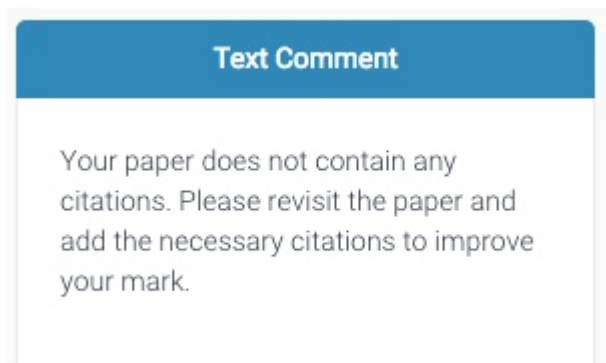 Text Comment
Your paper does not contain any
citations. Please revisit the paper and
add the necessary citations to improve
your mark.